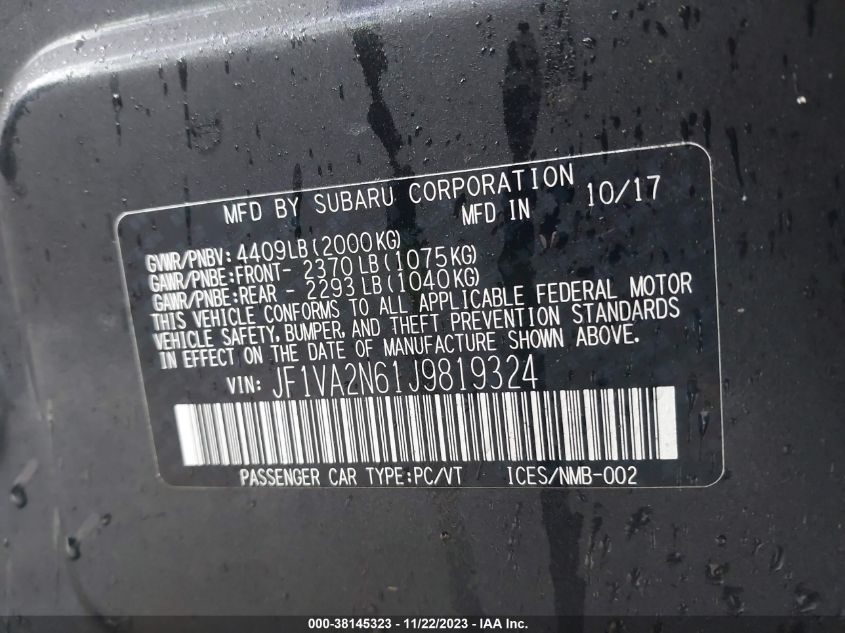 MFD BY SUBARU CORPORATION
MFD IN 10/17
GVWR/PNBV: 4409LB(2000KG)
GAWR/PNBE:FRONT- 2370LB(1075KG)
GAWR/PNBE:REAR - 2293LB(1040KG)
THIS VEHICLE CONFORMS TO ALL APPLICABLE FEDERAL MOTOR
VEHICLE SAFETY, BUMPER, AND THEFT PREVENTION STANDARDS
IN EFFECT ON THE DATE OF MANUFACTURE SHOWN ABOVE.
VIN: JF1VA2N61J9819324
PASSENGER CAR TYPE:PC/VT ICES/NMB-002
000-38145323 - 11/22/2023 - IAA Inc.